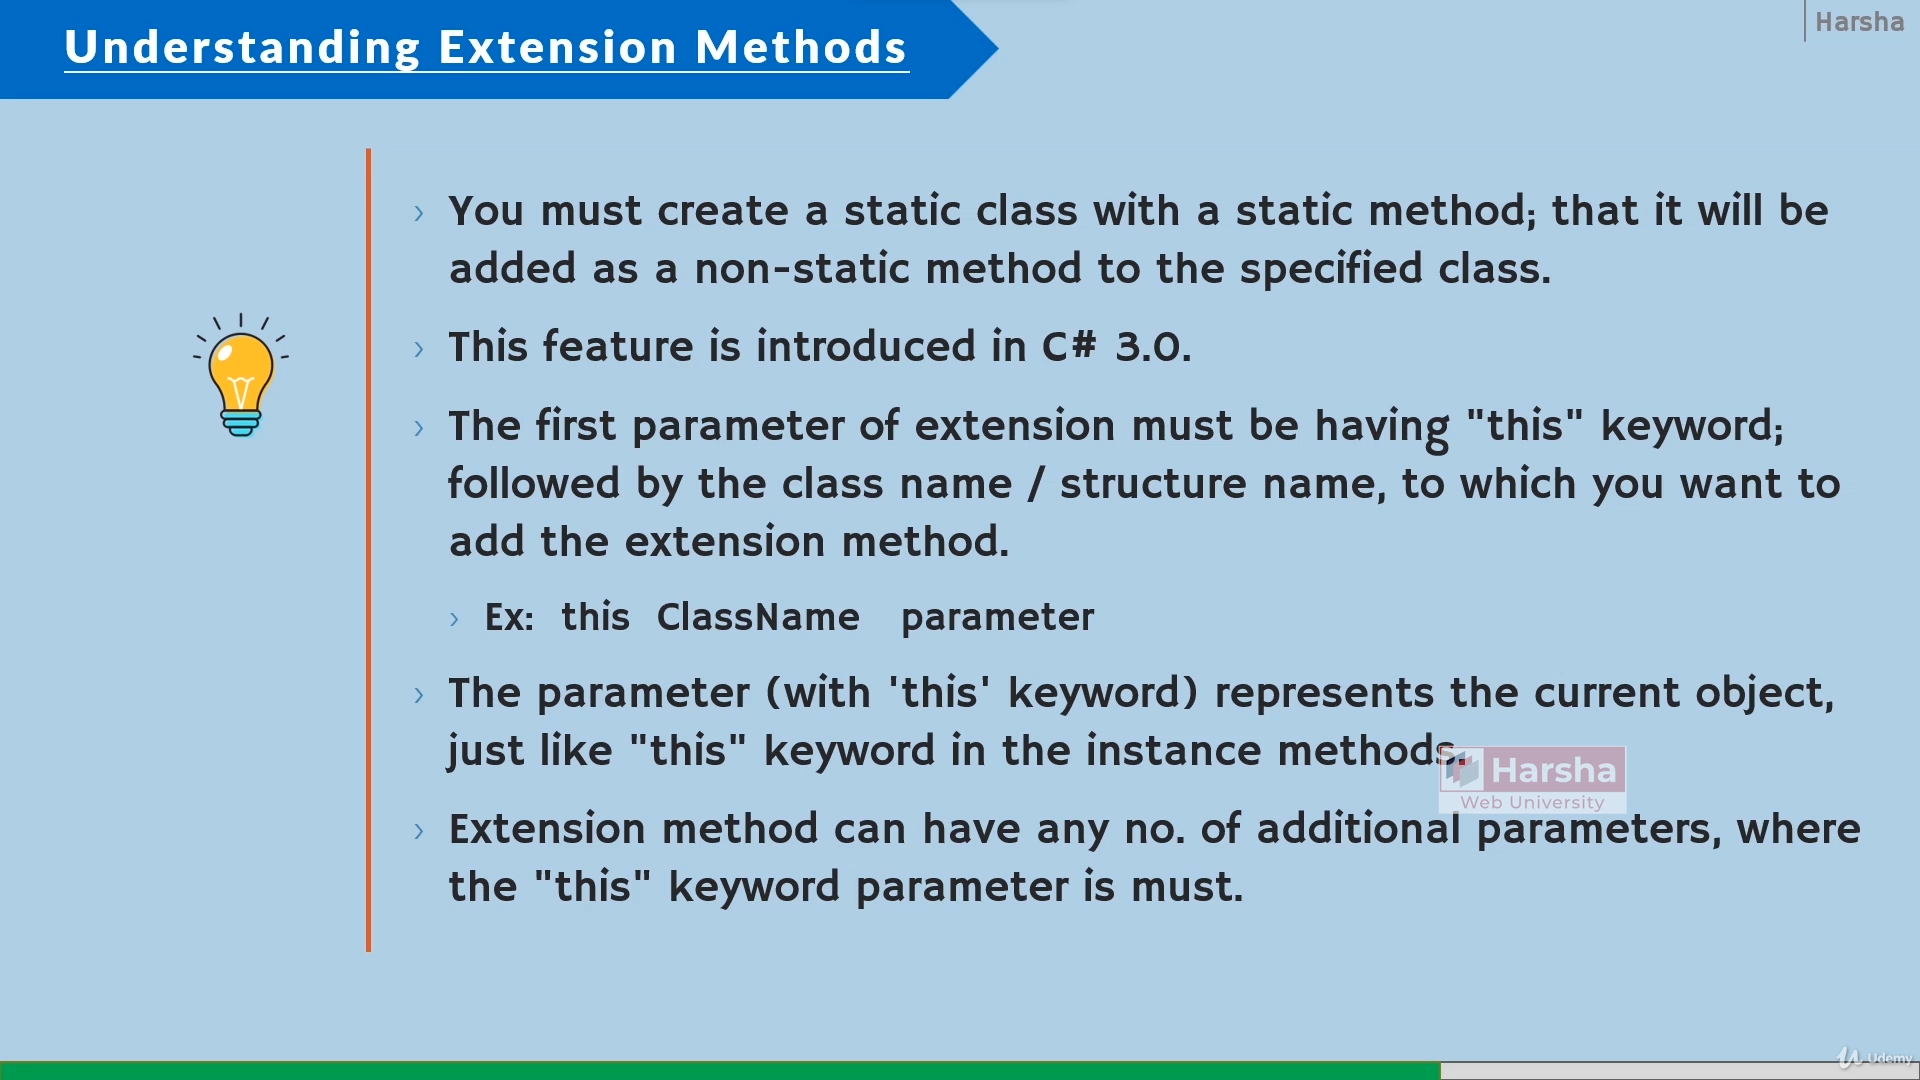 Understanding Extension Methods
Harsha
› You must create a static class with a static method; that it will be
added as a non-static method to the specified class.
› This feature is introduced in C# 3.0.
› The first parameter of extension must be having "this" keyword;
followed by the class name / structure name, to which you want to
add the extension method.
› Ex: this ClassName parameter
› The parameter (with 'this' keyword) represents the current object,
just like "this" keyword in the instance methods.
Harsha
Web University
› Extension method can have any no. of additional parameters, where
the "this" keyword parameter is must.
Udemy